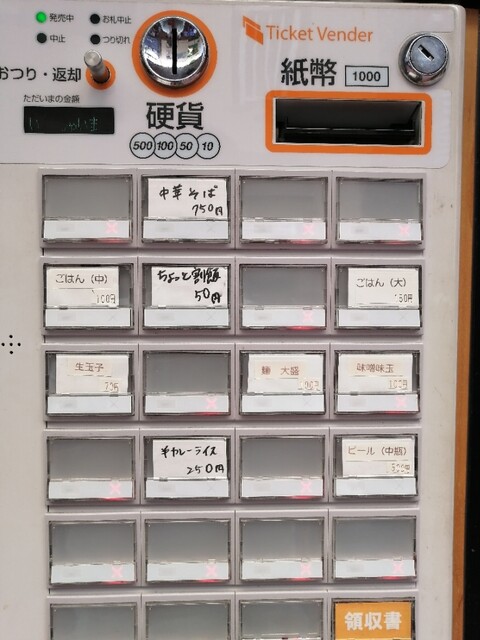 発売中
お札中止
中止
つり切れ
おつり・返却
ただいまの金額
硬貨
500 100 50 10
Ticket Vender
紙幣 1000
中華そば
750円
ごはん（中）
100円
ちょっと割飯
50円
ごはん（大）
150円
生玉子
麺 大盛
味噌味玉
半カレーライス
250円
ビール（中瓶）
500円
領収書